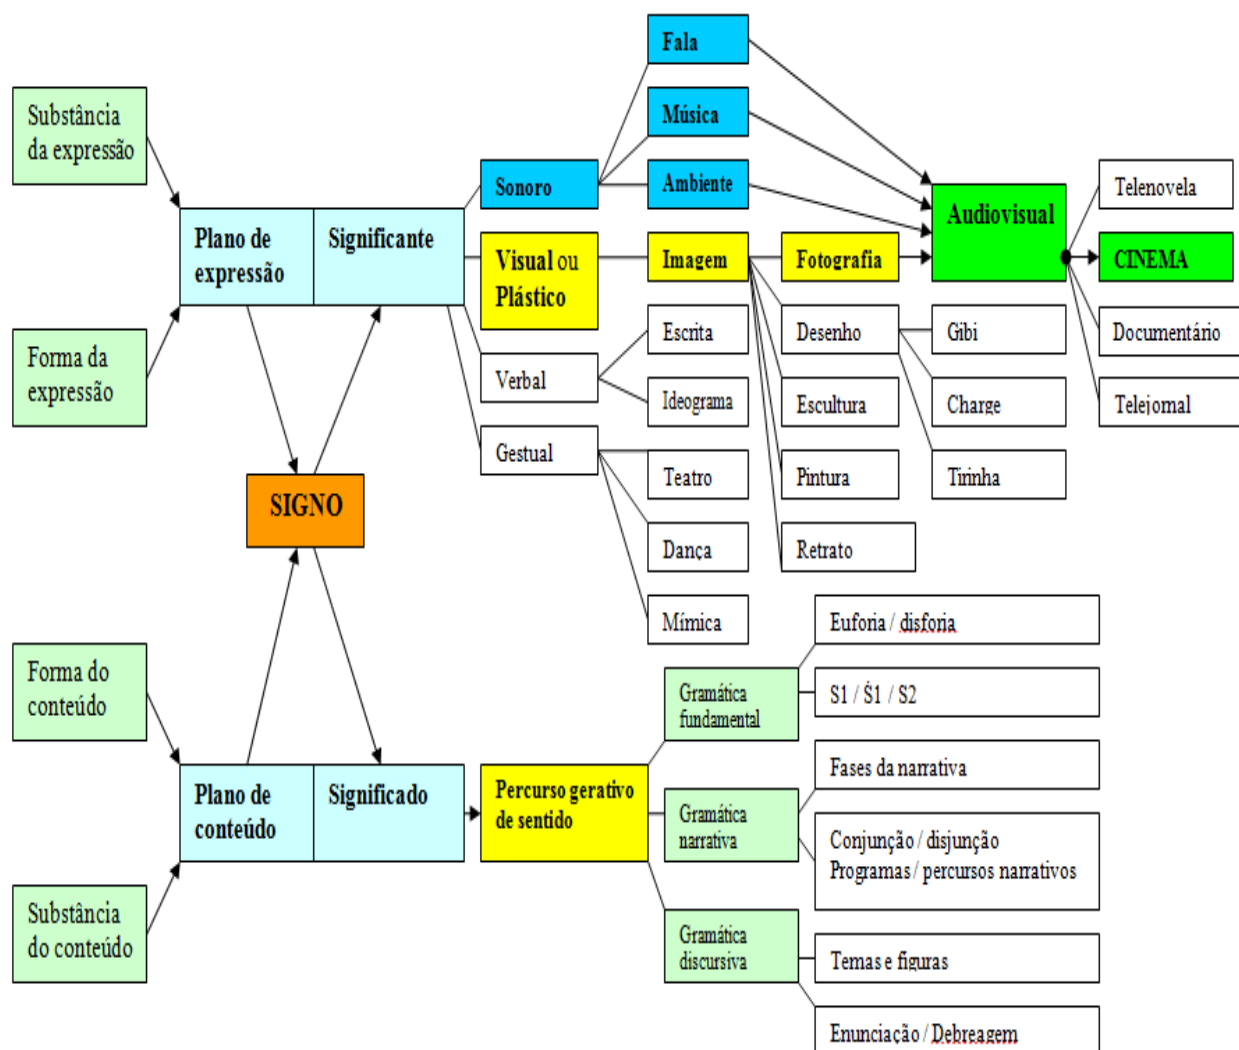 Fala
Substância
da expressão
Música
Sonoro
Ambiente
Telenovela
Plano de
expressão
Significante
Audiovisual
Visual ou
Plástico
Imagem
Fotografia
CINEMA
Forma da
expressão
Verbal
Escrita
Desenho
Gibi
Documentário
Ideograma
Escultura
Charge
Telejornal
Gestual
Teatro
Pintura
Tirinha
SIGNO
Dança
Retrato
Mímica
Euforia / disforia
Forma do
conteúdo
Gramática
fundamental
S1 / Ṡ1 / S2
Plano de
conteúdo
Significado
Percurso gerativo
de sentido
Fases da narrativa
Gramática
narrativa
Conjunção / disjunção
Programas / percursos narrativos
Substância
do conteúdo
Gramática
discursiva
Temas e figuras
Enunciação / Debreagem